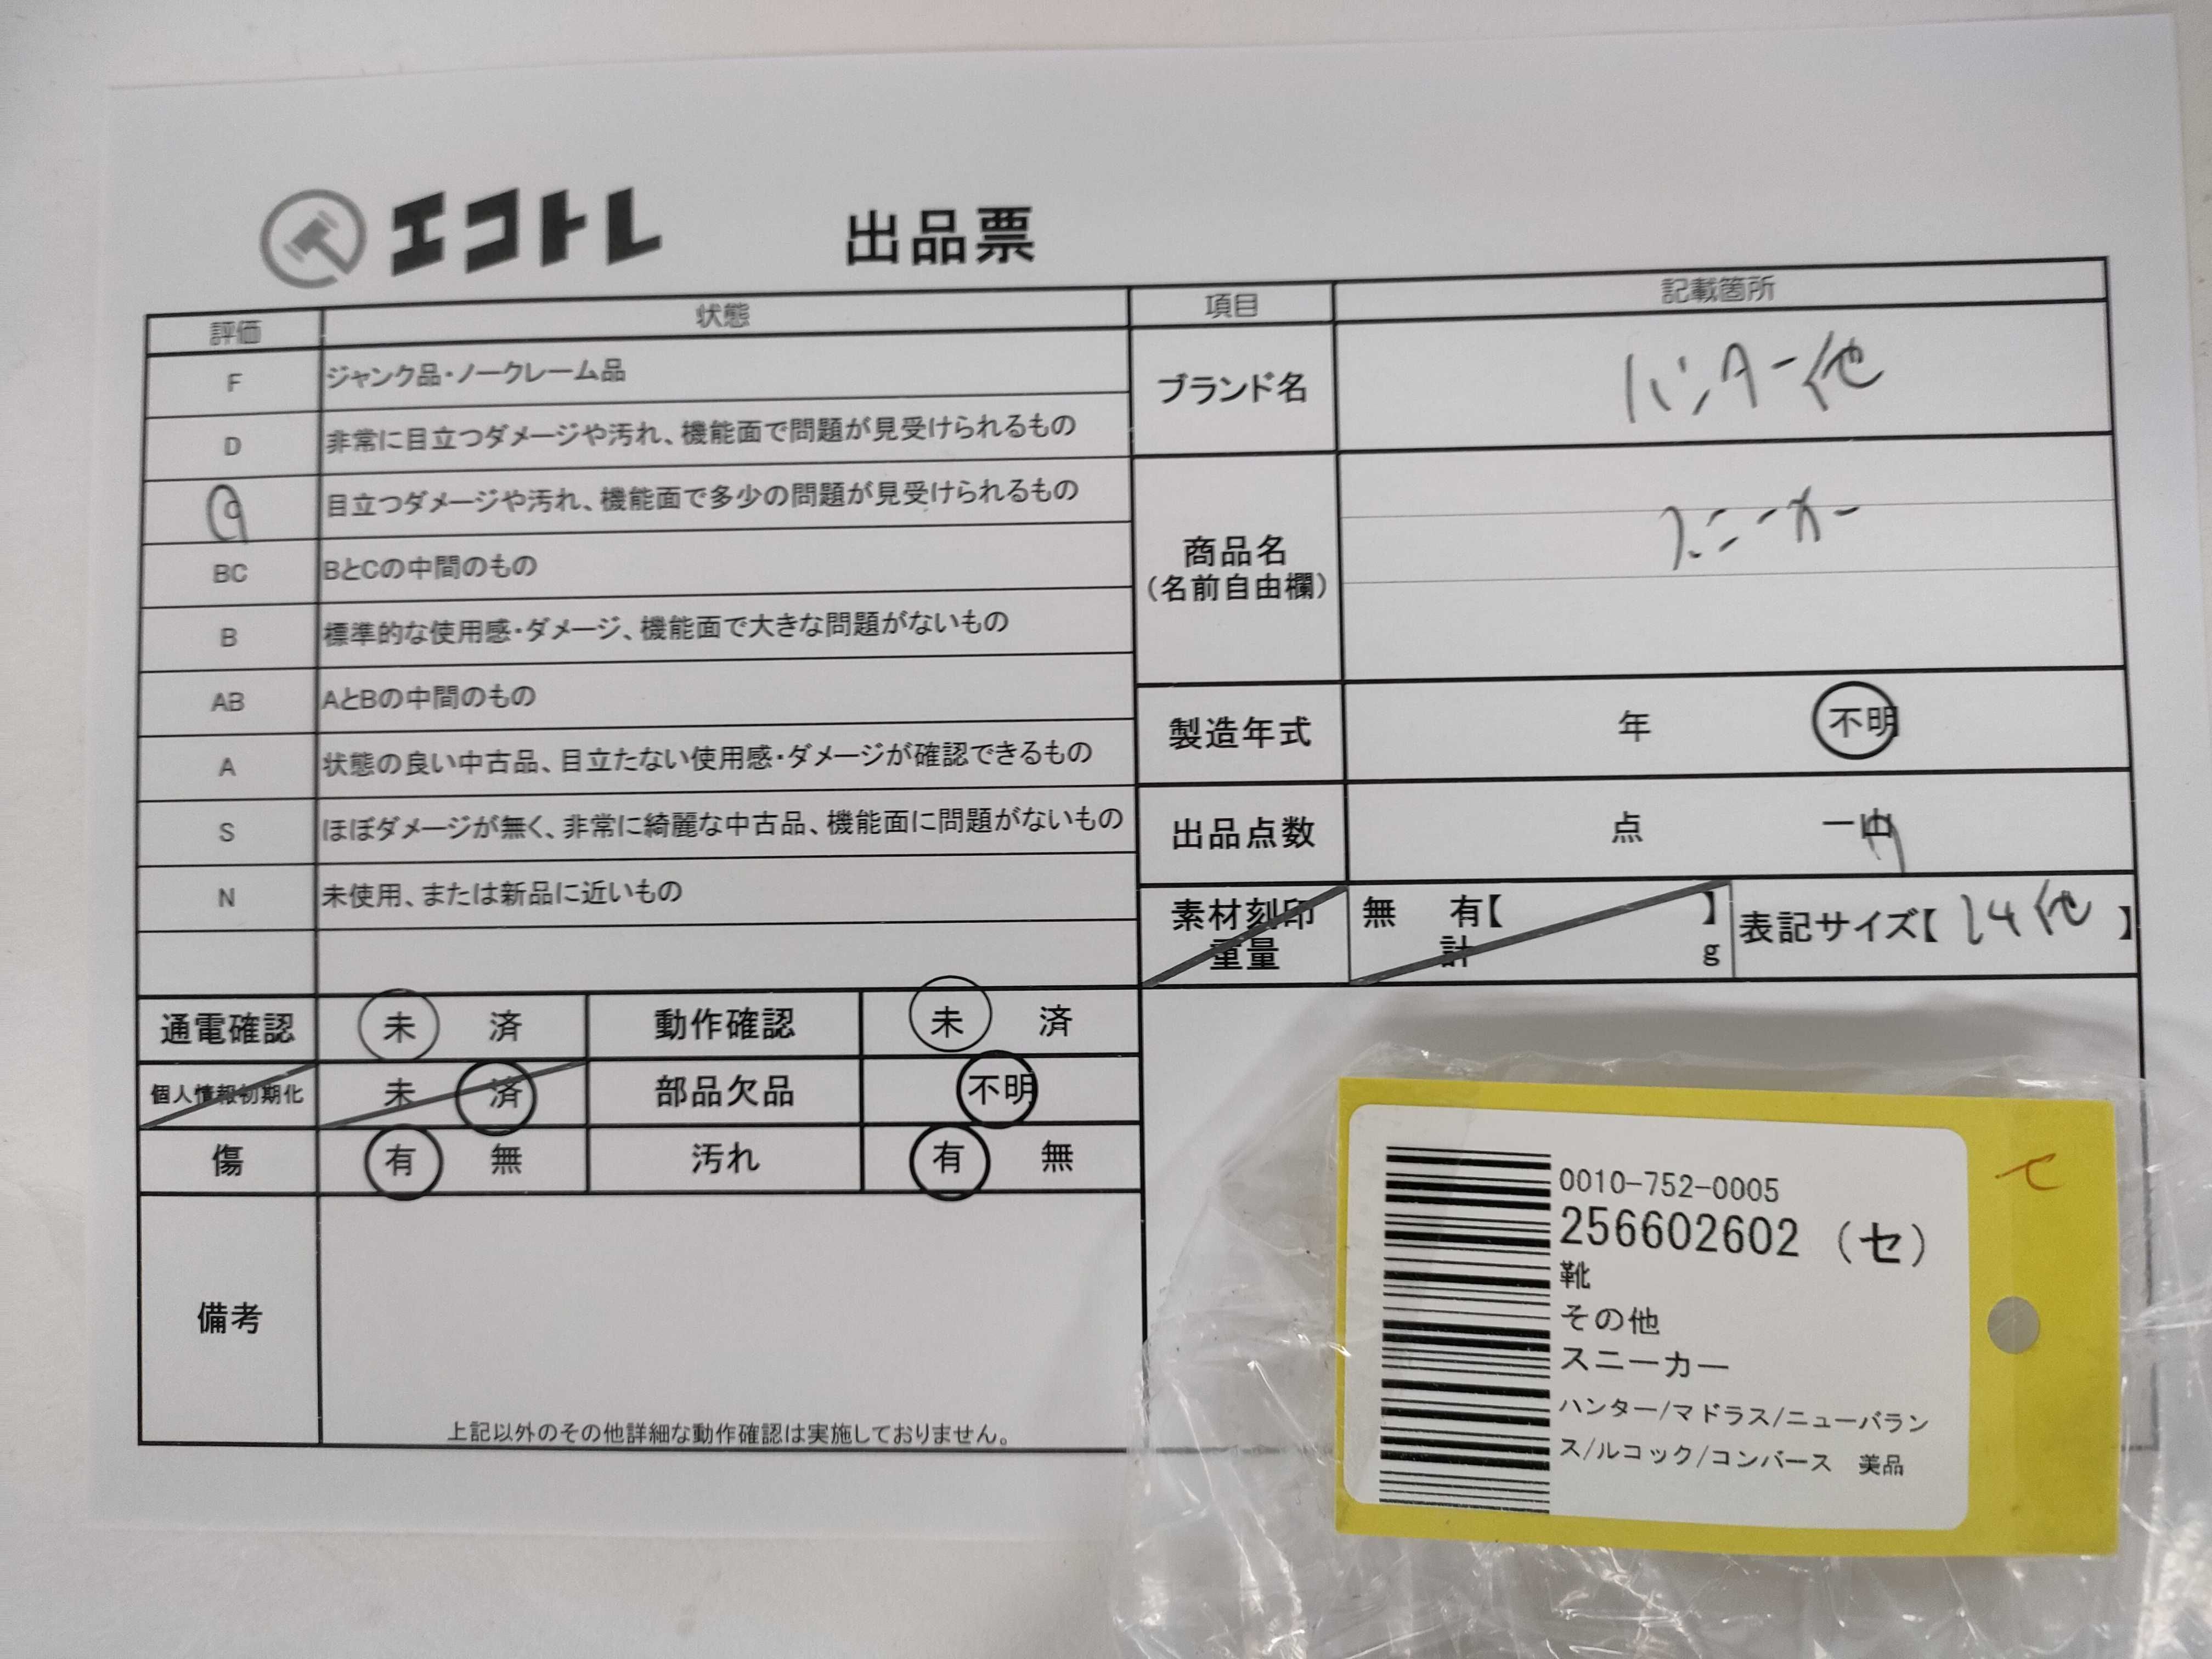 エコトレ 出品票
評価 状態 項目 記載箇所
F ジャンク品・ノークレーム品
D 非常に目立つダメージや汚れ、機能面で問題が見受けられるもの
C 目立つダメージや汚れ、機能面で多少の問題が見受けられるもの
BC BとCの中間のもの
B 標準的な使用感・ダメージ、機能面で大きな問題がないもの
AB AとBの中間のもの
A 状態の良い中古品、目立たない使用感・ダメージが確認できるもの
S ほぼダメージが無く、非常に綺麗な中古品、機能面に問題がないもの
N 未使用、または新品に近いもの
ブランド名 ハンター他
商品名
(名前自由欄)
スニーカー
製造年式 年 不明
出品点数 点 一山
素材刻印 無 有【 】
重量 計 g
表記サイズ【 24 他 】
通電確認 未 済 動作確認 未 済
個人情報初期化 未 済 部品欠品 不明
傷 有 無 汚れ 有 無
備考
上記以外のその他詳細な動作確認は実施しておりません。
0010-752-0005
256602602 (セ)
靴
その他
スニーカー
ハンター/マドラス/ニューバラン
ス/ルコック/コンバース 美品